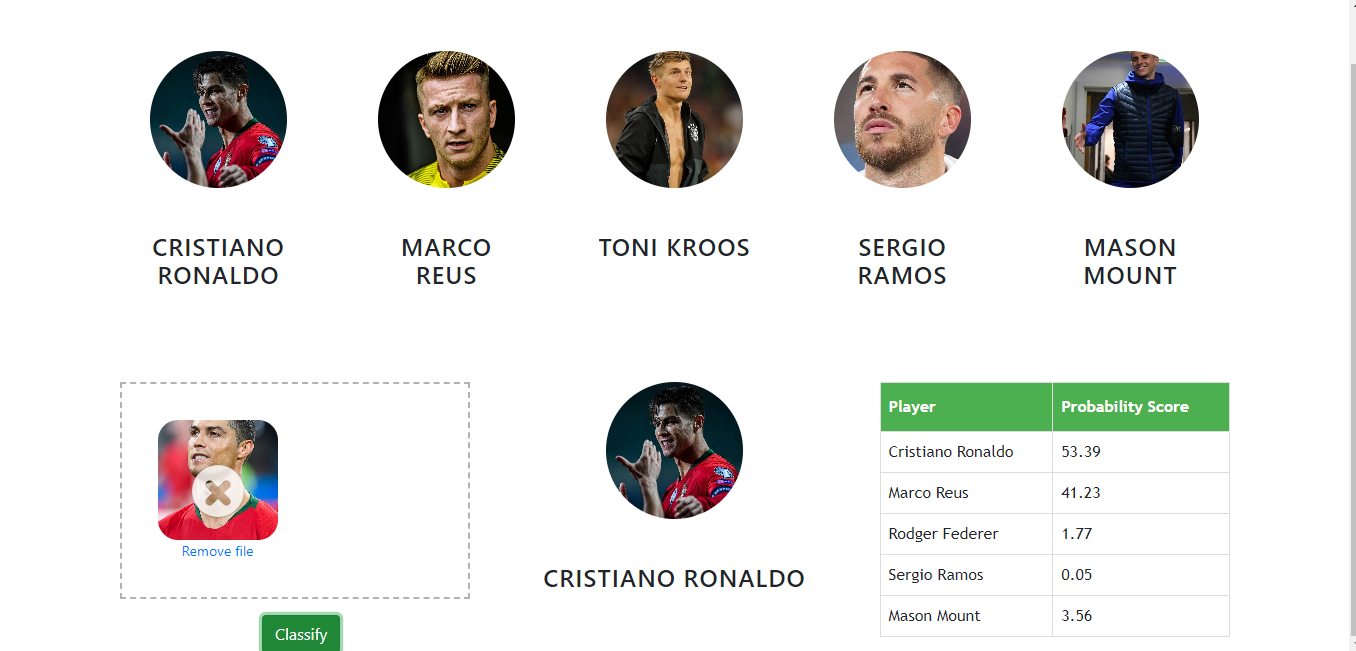 CRISTIANO
RONALDO
MARCO
REUS
TONI KROOS
SERGIO
RAMOS
MASON
MOUNT
Remove file
Classify
CRISTIANO RONALDO
Player Probability Score
Cristiano Ronaldo 53.39
Marco Reus 41.23
Rodger Federer 1.77
Sergio Ramos 0.05
Mason Mount 3.56